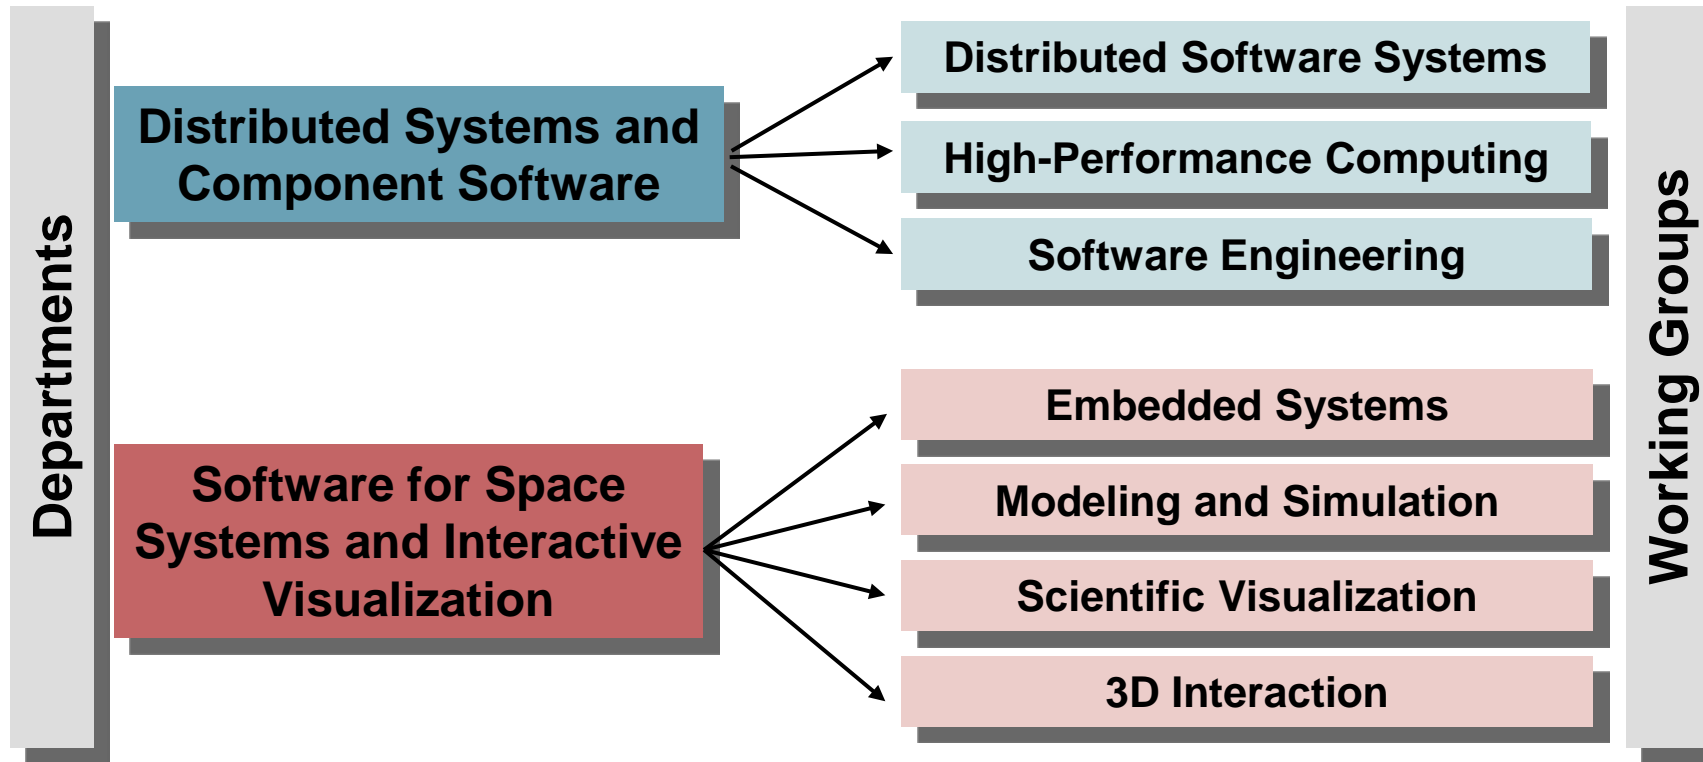 Departments
Distributed Systems and
Component Software
Distributed Software Systems
High-Performance Computing
Software Engineering
Software for Space
Systems and Interactive
Visualization
Embedded Systems
Modeling and Simulation
Scientific Visualization
3D Interaction
Working Groups